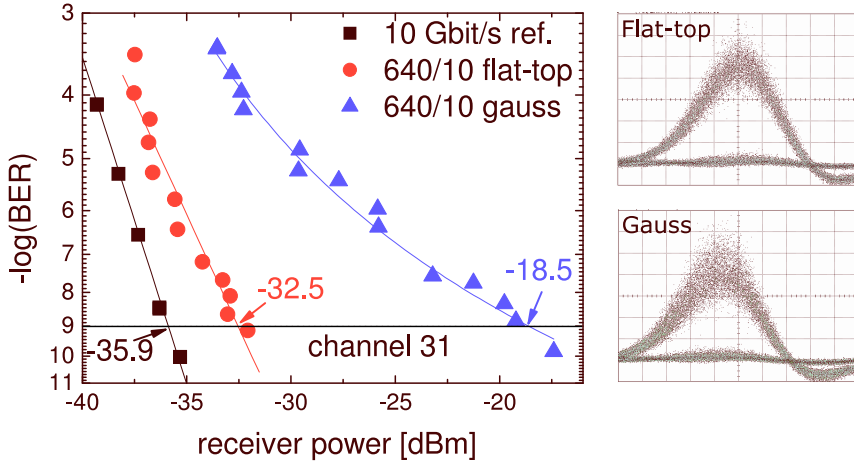 3
4
5
6
7
8
9
10
11
-log(BER)
10 Gbit/s ref.
640/10 flat-top
640/10 gauss
-32.5
-18.5
-35.9
channel 31
-40
-35
-30
-25
-20
receiver power [dBm]
Flat-top
Gauss